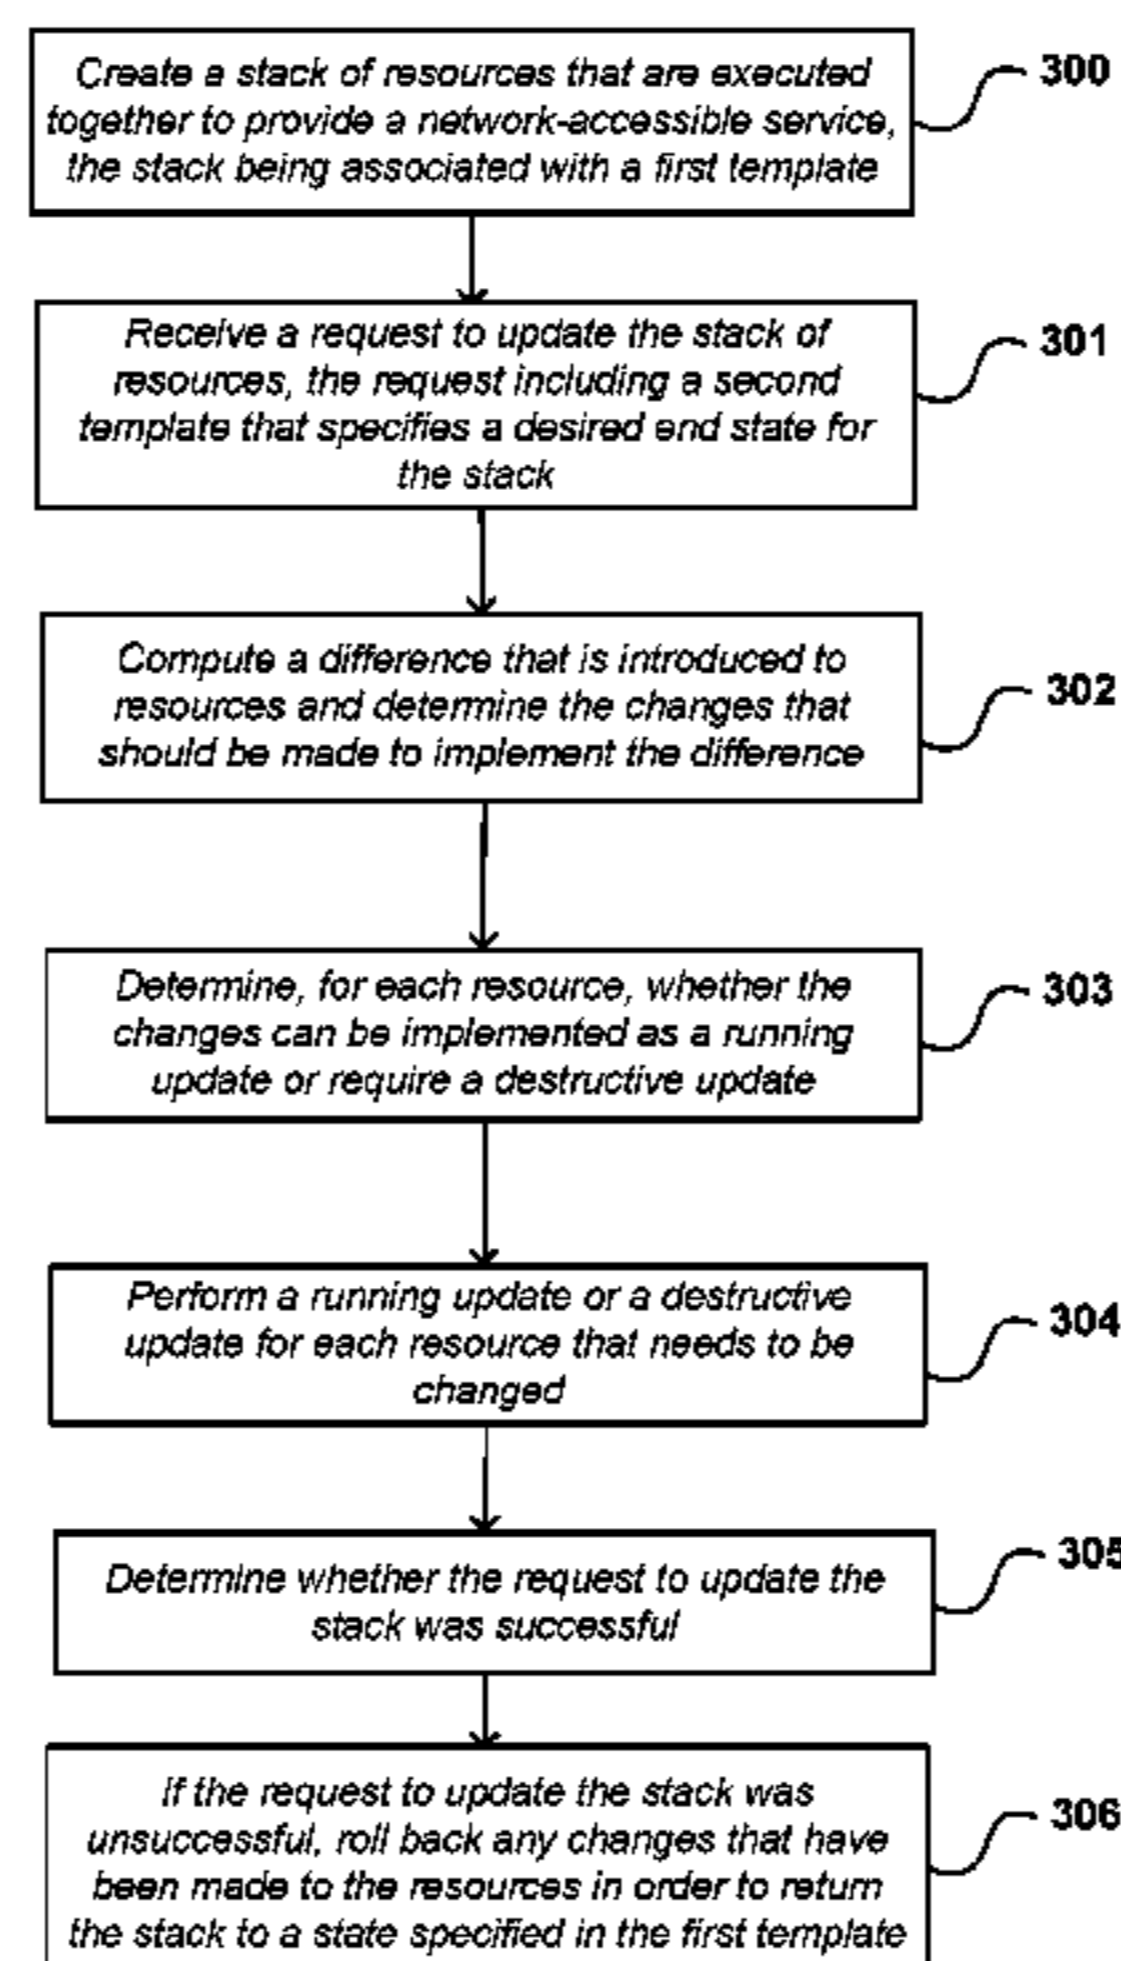 Create a stack of resources that are executed
together to provide a network-accessible service,
the stack being associated with a first template
300
Receive a request to update the stack of
resources, the request including a second
template that specifies a desired end state for
the stack
301
Compute a difference that is introduced to
resources and determine the changes that
should be made to implement the difference
302
Determine, for each resource, whether the
changes can be implemented as a running
update or require a destructive update
303
Perform a running update or a destructive
update for each resource that needs to be
changed
304
Determine whether the request to update the
stack was successful
305
If the request to update the stack was
unsuccessful, roll back any changes that have
been made to the resources in order to return
the stack to a state specified in the first template
306